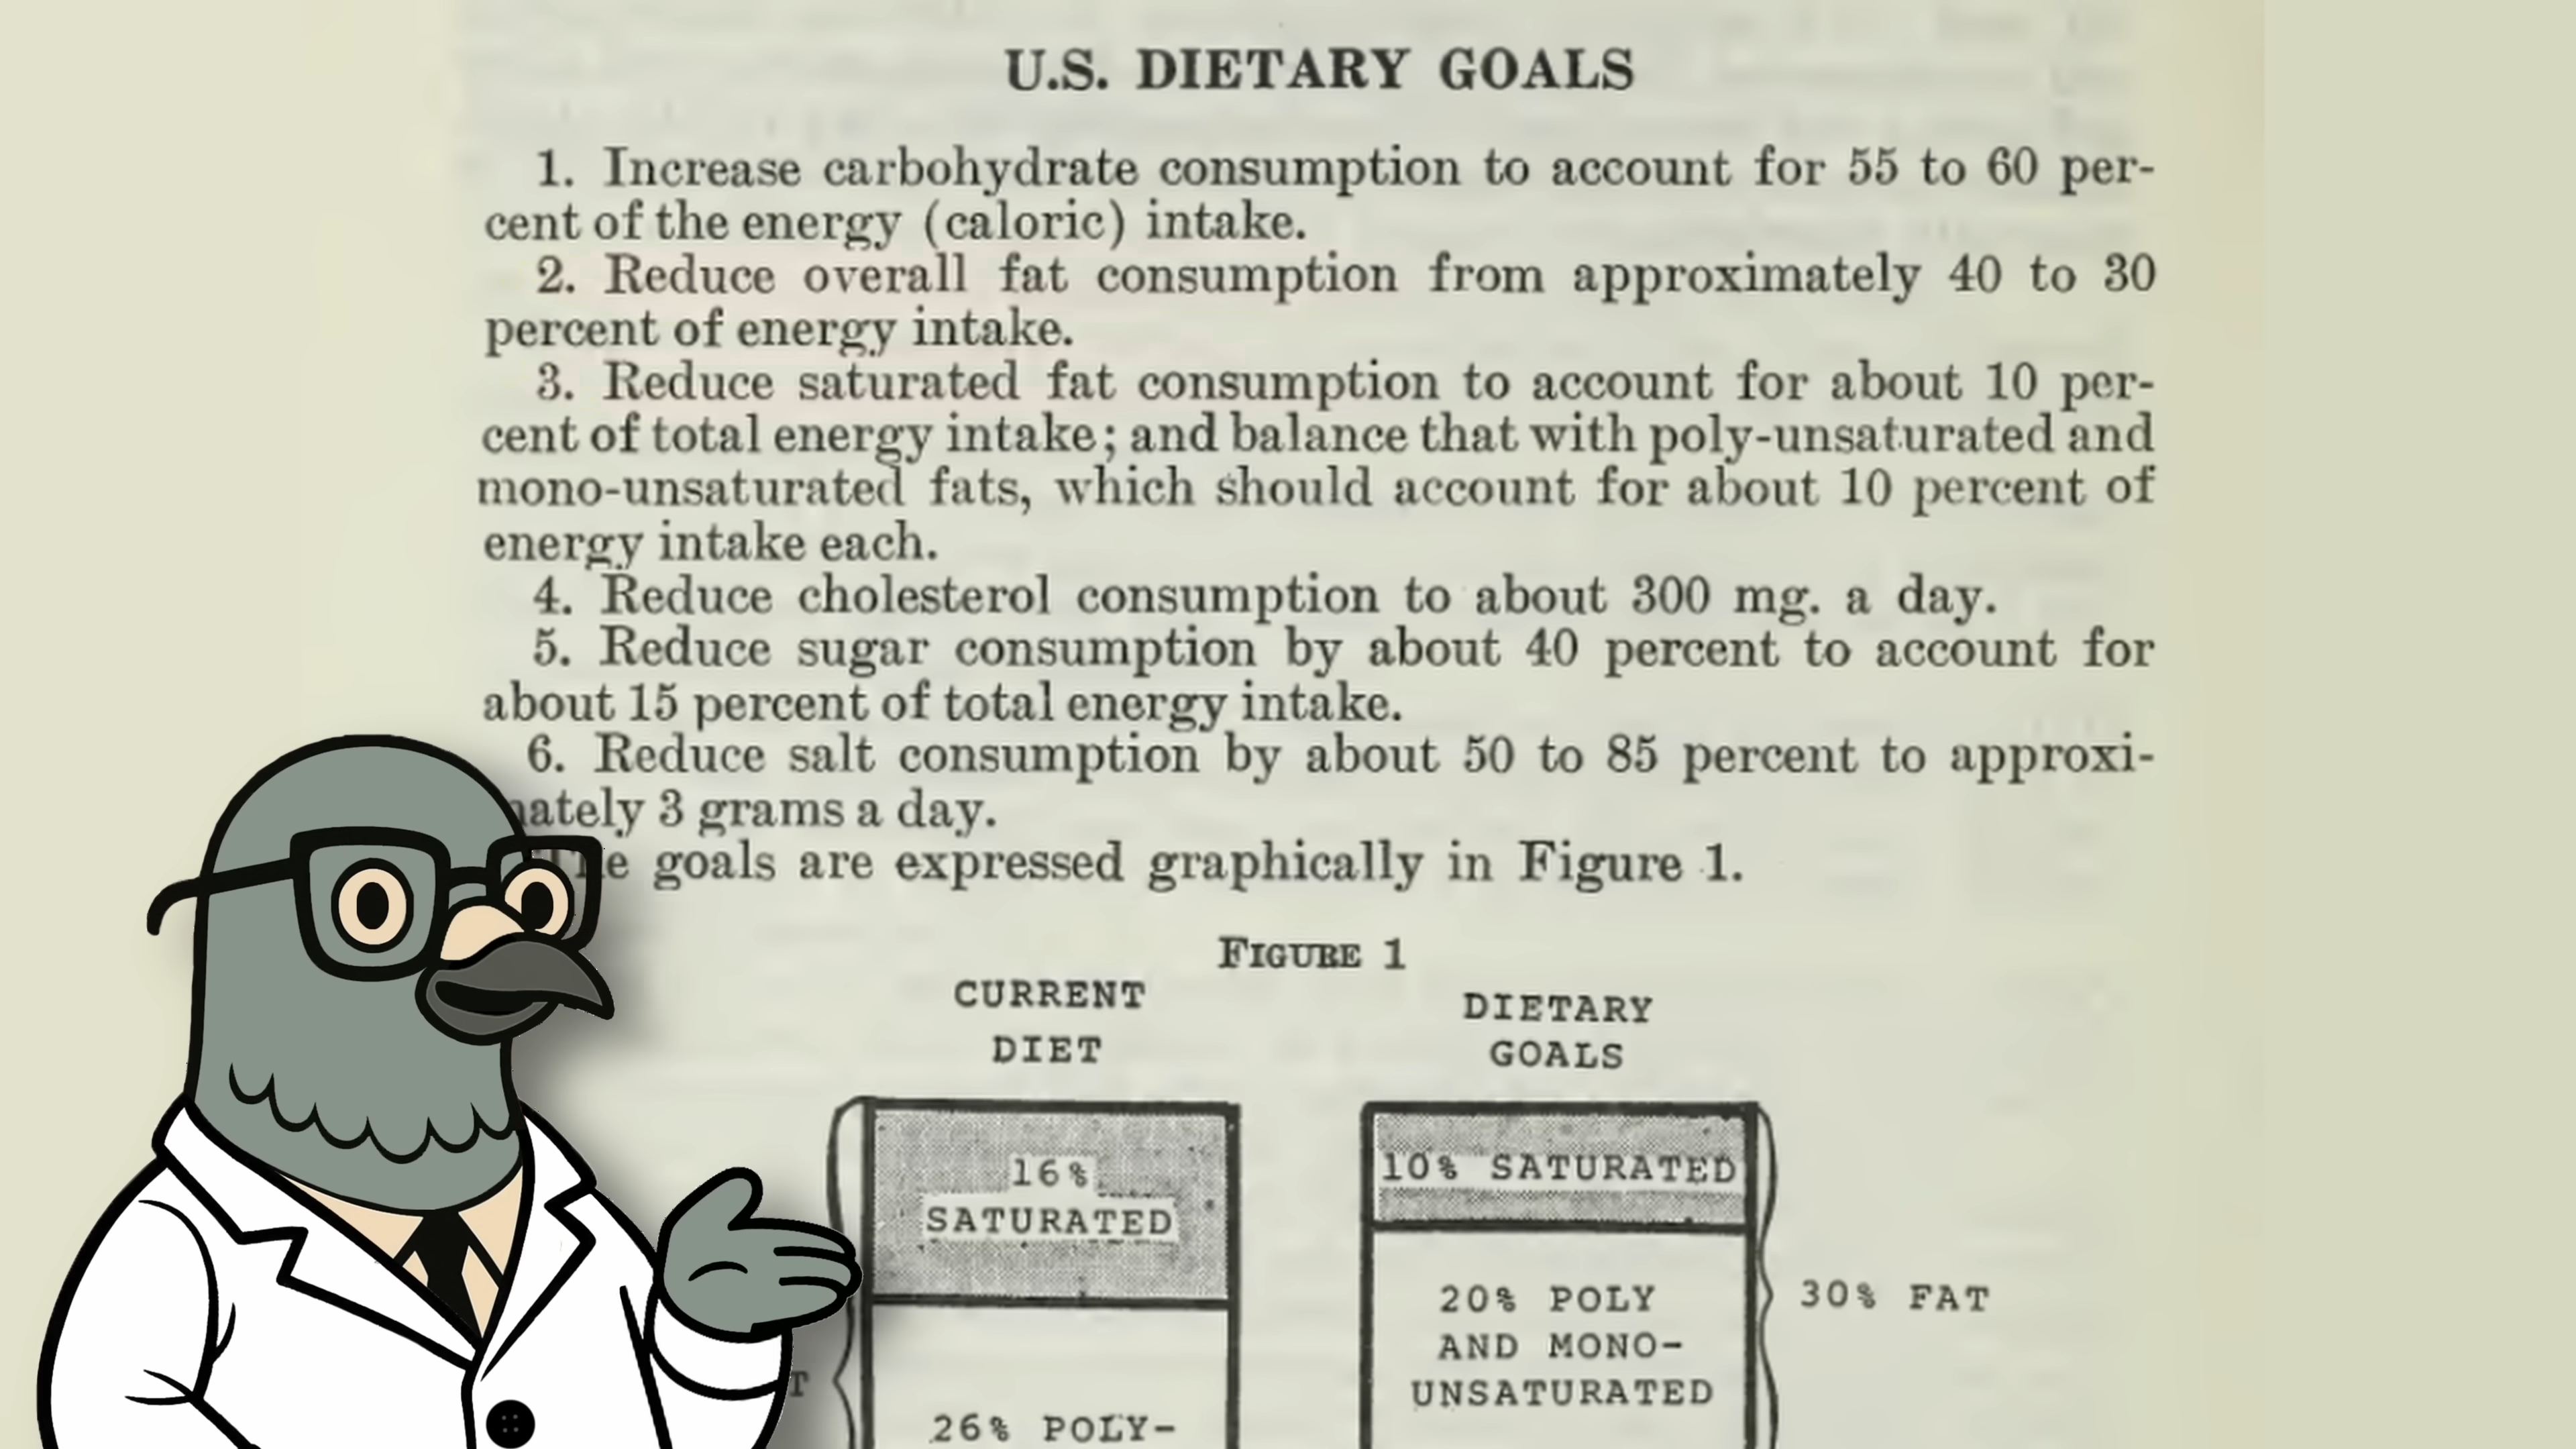 U.S. DIETARY GOALS
1. Increase carbohydrate consumption to account for 55 to 60 per-
cent of the energy (caloric) intake.
2. Reduce overall fat consumption from approximately 40 to 30
percent of energy intake.
3. Reduce saturated fat consumption to account for about 10 per-
cent of total energy intake; and balance that with poly-unsaturated and
mono-unsaturated fats, which should account for about 10 percent of
energy intake each.
4. Reduce cholesterol consumption to about 300 mg. a day.
5. Reduce sugar consumption by about 40 percent to account for
about 15 percent of total energy intake.
6. Reduce salt consumption by about 50 to 85 percent to approxi-
mately 3 grams a day.
The goals are expressed graphically in Figure 1.
FIGURE 1
CURRENT
DIET
DIETARY
GOALS
16%
SATURATED
26% POLY-
10% SATURATED
20% POLY
AND MONO-
UNSATURATED
30% FAT